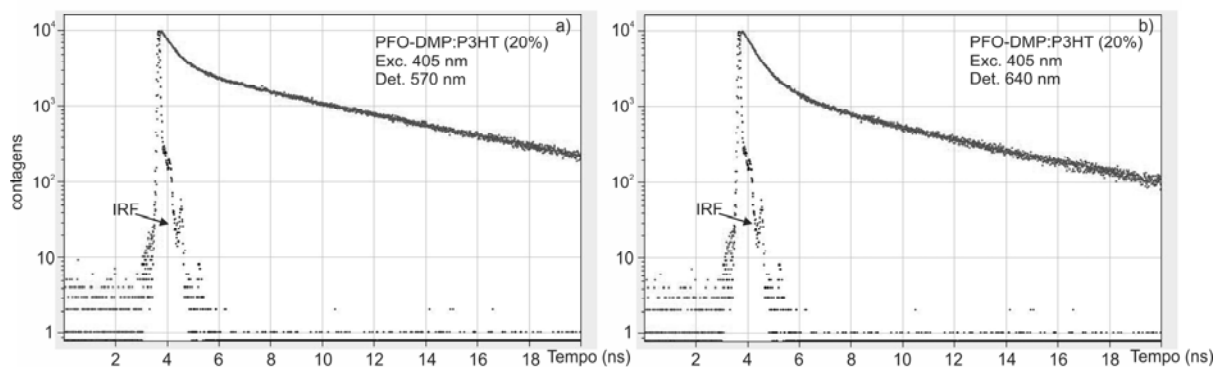 a)
PFO-DMP:P3HT (20%)
Exc. 405 nm
Det. 570 nm
10⁴
10³
10²
10
1
conlagens
IRF
2 4 6 8 10 12 14 16 18 Tempo (ns)
b)
PFO-DMP:P3HT (20%)
Exc. 405 nm
Det. 640 nm
10⁴
10³
10²
10
1
IRF
2 4 6 8 10 12 14 16 18 Tempo (ns)